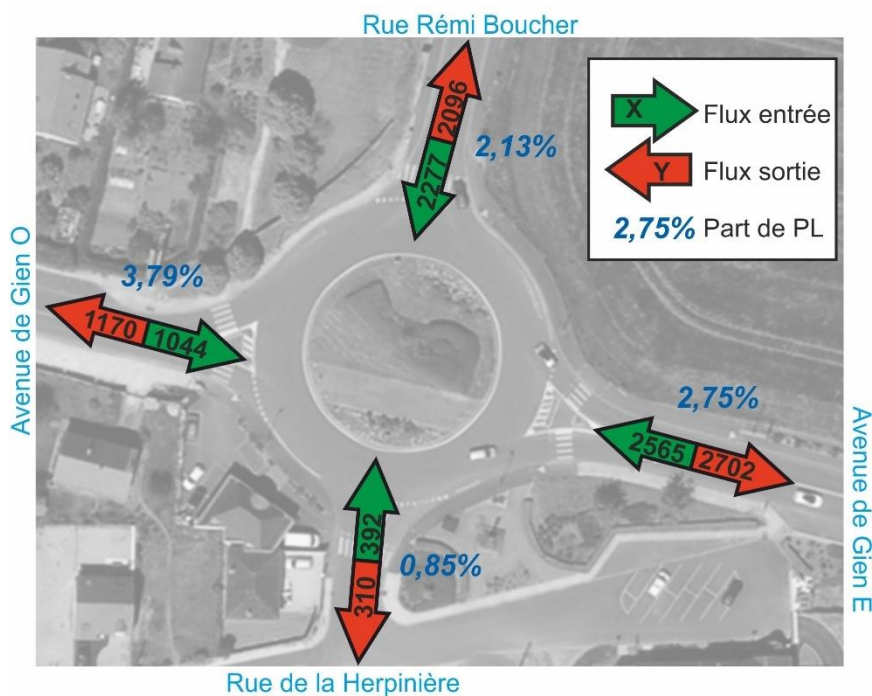 Rue Rémi Boucher
X
Flux entrée
Y
Flux sortie
2,75%
Part de PL
2096
2277
2,13%
Avenue de Gien O
3,79%
1170
1044
2,75%
2565
2702
Avenue de Gien E
392
310
0,85%
Rue de la Herpinière